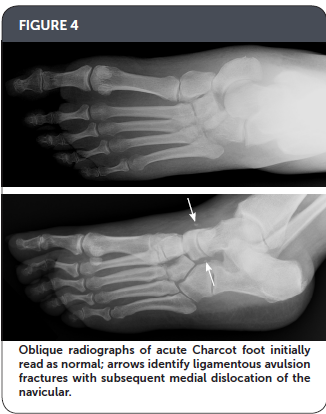 FIGURE 4
Oblique radiographs of acute Charcot foot initially
read as normal; arrows identify ligamentous avulsion
fractures with subsequent medial dislocation of the
navicular.